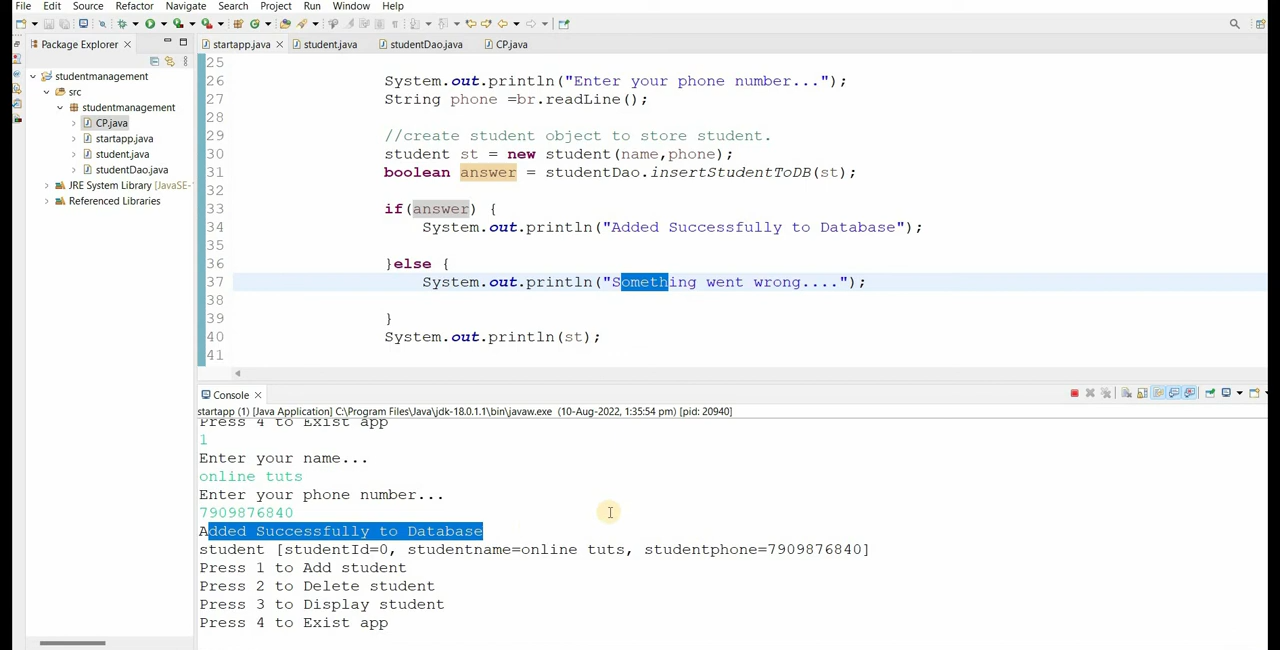 File Edit Source Refactor Navigate Search Project Run Window Help
Package Explorer
startapp.java student.java studentDao.java CP.java
studentmanagement
src
studentmanagement
CP.java
startapp.java
student.java
studentDao.java
JRE System Library [JavaSE-
Referenced Libraries
25
26 System.out.println("Enter your phone number...");
27 String phone =br.readLine();
28
29 //create student object to store student.
30 student st = new student(name,phone);
31 boolean answer = studentDao.insertStudentToDB(st);
32
33 if(answer) {
34 System.out.println("Added Successfully to Database");
35
36 }else {
37 System.out.println("Something went wrong....");
38
39 }
40 System.out.println(st);
41
Console
startapp (1) [Java Application] C:\Program Files\Java\jdk-18.0.1.1\bin\javaw.exe (10-Aug-2022, 1:35:54 pm) [pid: 20940]
Press 4 to Exist app
1
Enter your name...
online tuts
Enter your phone number...
7909876840
Added Successfully to Database
student [studentId=0, studentname=online tuts, studentphone=7909876840]
Press 1 to Add student
Press 2 to Delete student
Press 3 to Display student
Press 4 to Exist app